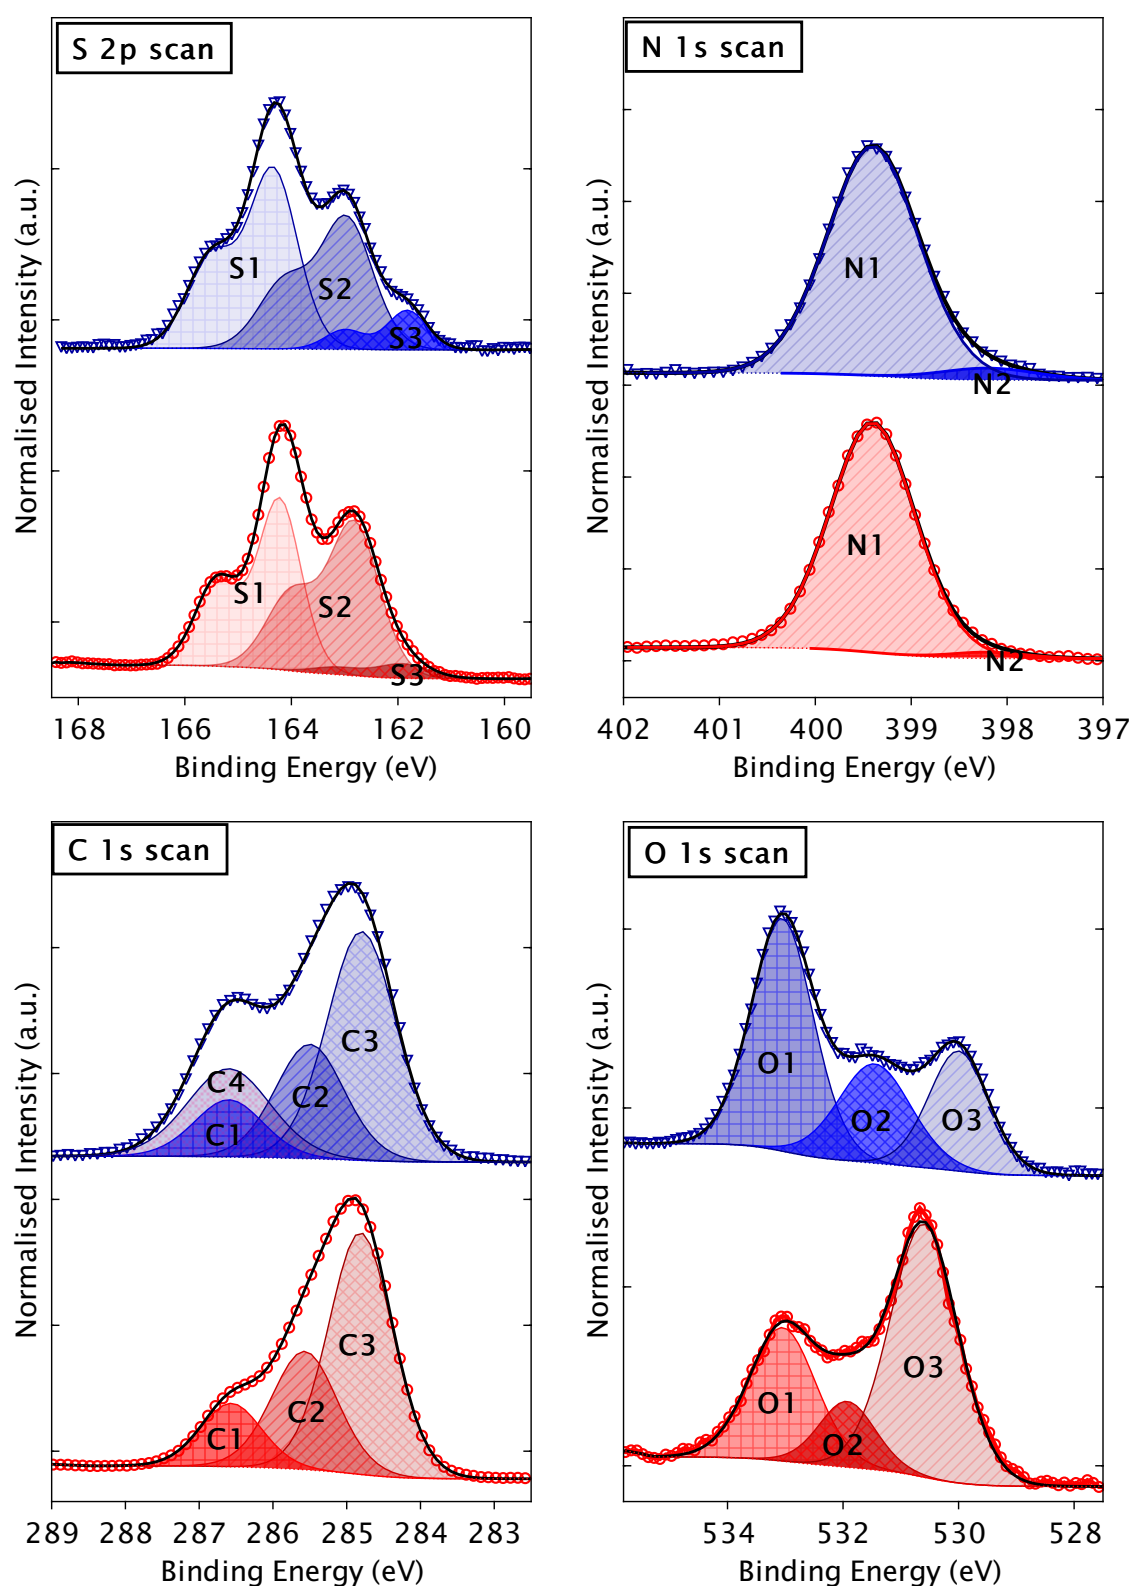 S 2p scan
Normalised Intensity (a.u.)
S1
S2
S3
S1
S2
S3
168 166 164 162 160
Binding Energy (eV)
N 1s scan
Normalised Intensity (a.u.)
N1
N2
N1
N2
402 401 400 399 398 397
Binding Energy (eV)
C 1s scan
Normalised Intensity (a.u.)
C3
C4
C2
C1
C3
C2
C1
289 288 287 286 285 284 283
Binding Energy (eV)
O 1s scan
Normalised Intensity (a.u.)
O1
O2
O3
O3
O1
O2
534 532 530 528
Binding Energy (eV)